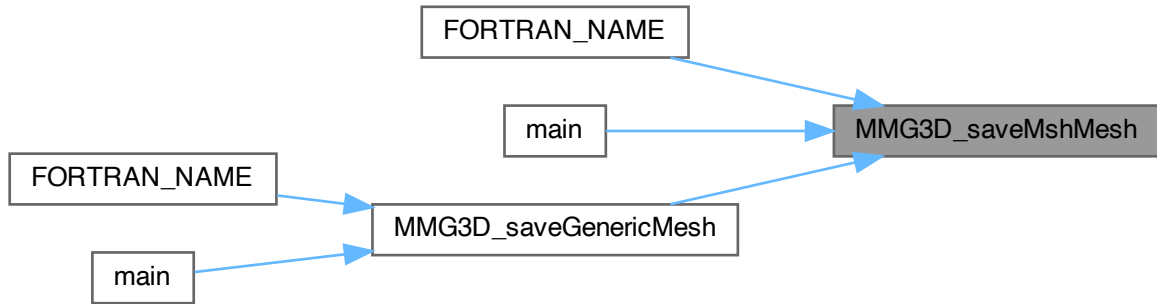 FORTRAN_NAME
main
MMG3D_saveMshMesh
FORTRAN_NAME
MMG3D_saveGenericMesh
main